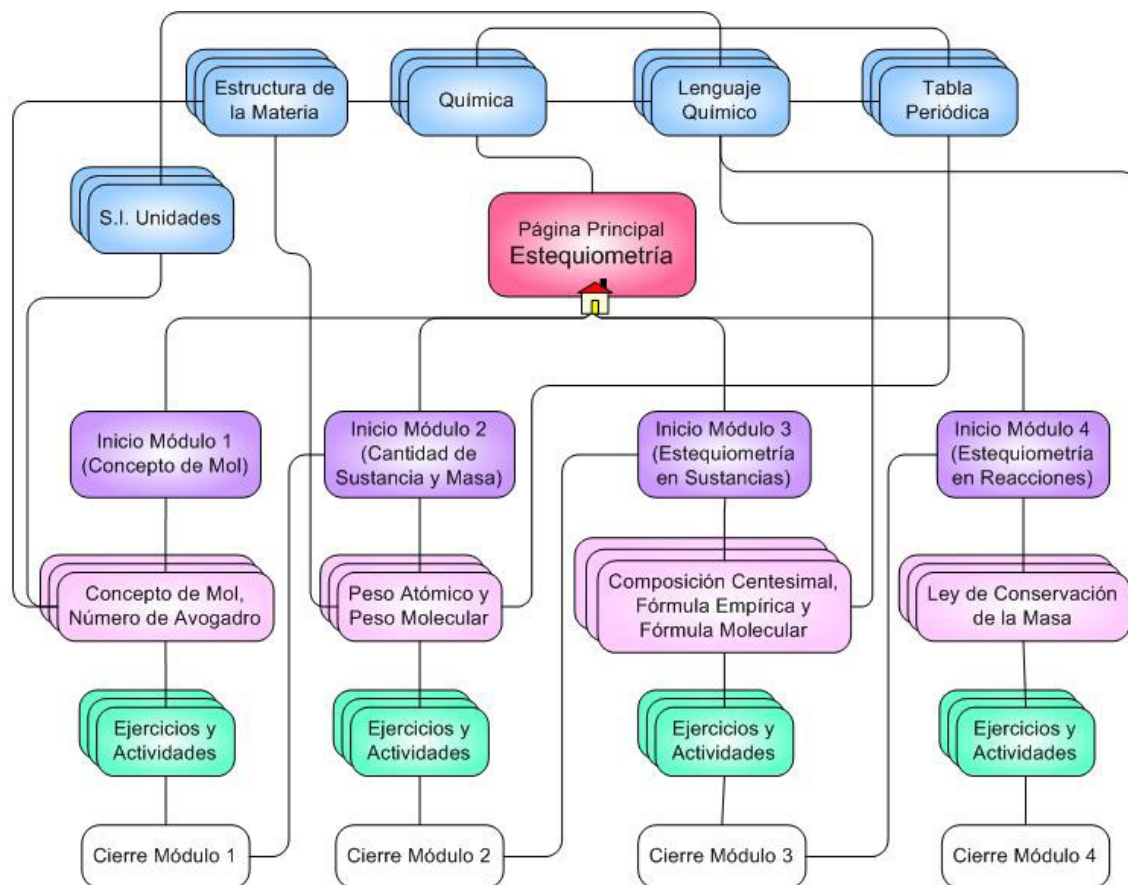 Estructura de
la Materia
Química
Lenguaje
Químico
Tabla
Periódica
S.I. Unidades
Página Principal
Estequiometría
Inicio Módulo 1
(Concepto de Mol)
Inicio Módulo 2
(Cantidad de
Sustancia y Masa)
Inicio Módulo 3
(Estequiometría
en Sustancias)
Inicio Módulo 4
(Estequiometría
en Reacciones)
Concepto de Mol,
Número de Avogadro
Peso Atómico y
Peso Molecular
Composición Centesimal,
Fórmula Empírica y
Fórmula Molecular
Ley de Conservación
de la Masa
Ejercicios y
Actividades
Ejercicios y
Actividades
Ejercicios y
Actividades
Ejercicios y
Actividades
Cierre Módulo 1
Cierre Módulo 2
Cierre Módulo 3
Cierre Módulo 4